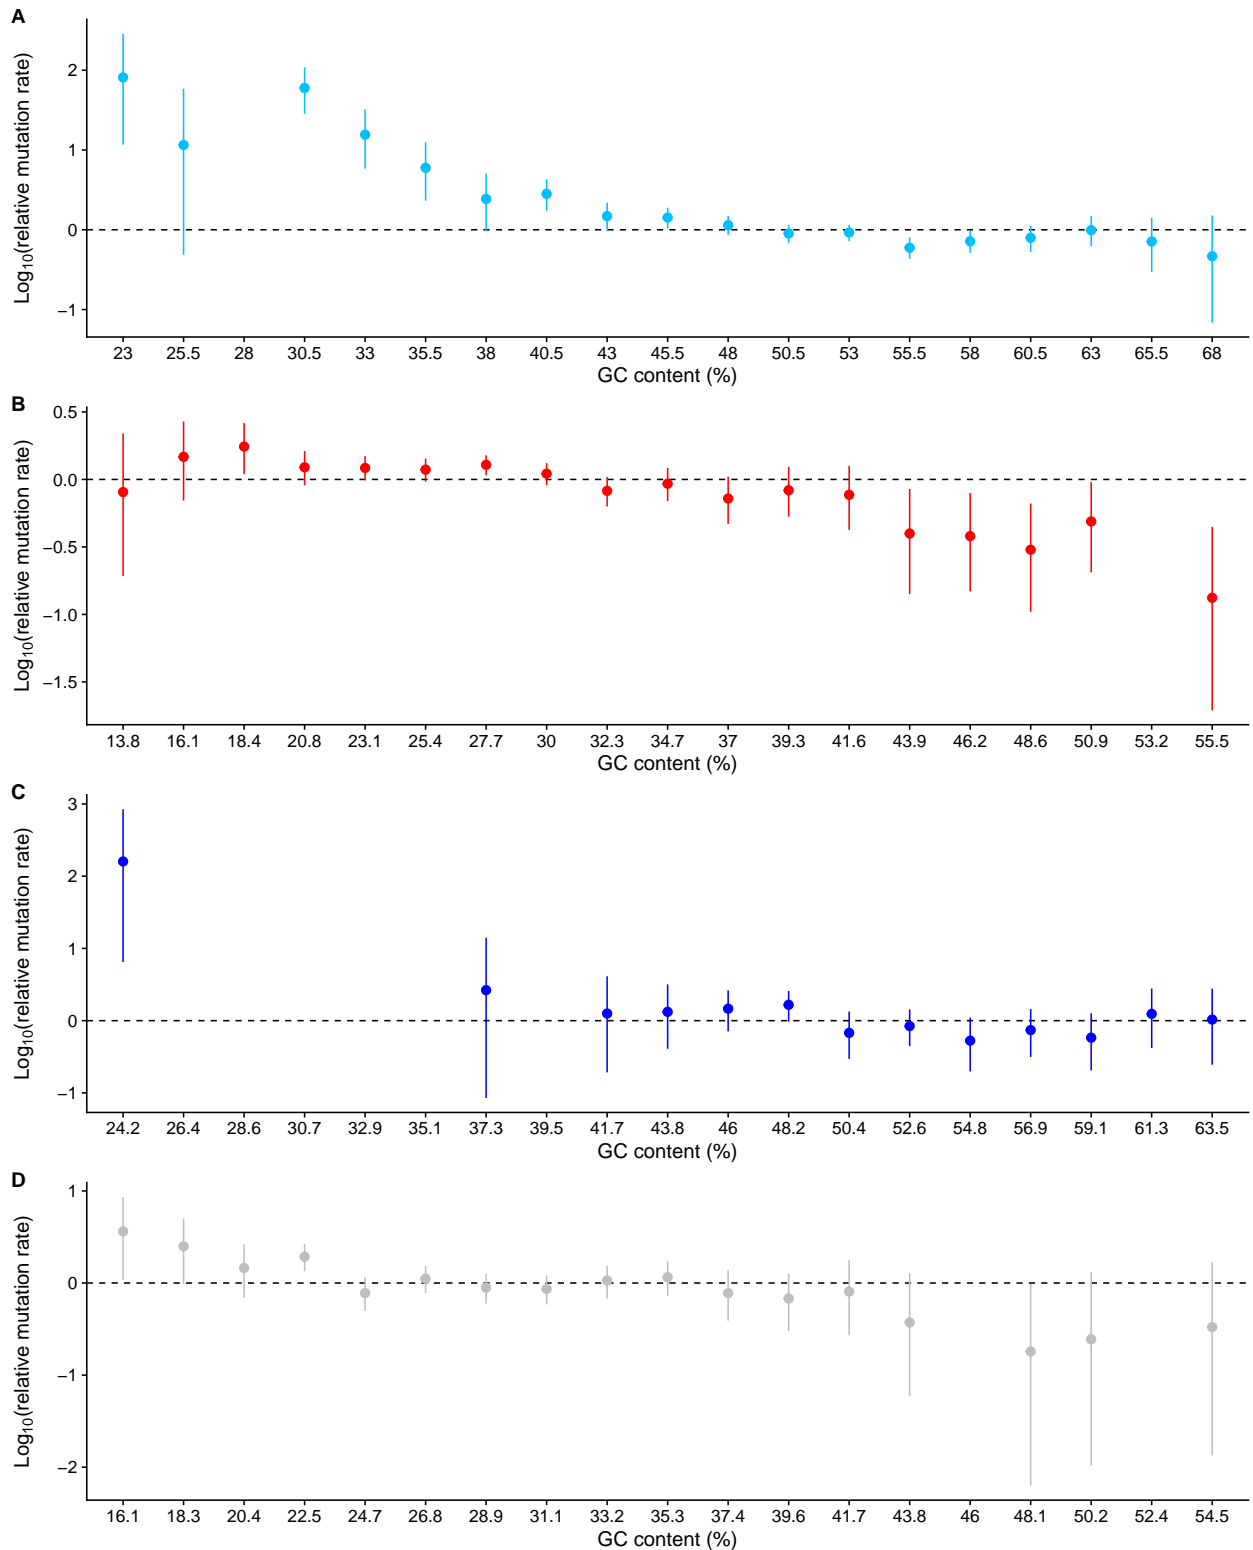 A
Log10(relative mutation rate)
2
1
0
−1
23 25.5 28 30.5 33 35.5 38 40.5 43 45.5 48 50.5 53 55.5 58 60.5 63 65.5 68
GC content (%)
B
Log10(relative mutation rate)
0.5
0.0
−0.5
−1.0
−1.5
13.8 16.1 18.4 20.8 23.1 25.4 27.7 30 32.3 34.7 37 39.3 41.6 43.9 46.2 48.6 50.9 53.2 55.5
GC content (%)
C
Log10(relative mutation rate)
3
2
1
0
−1
24.2 26.4 28.6 30.7 32.9 35.1 37.3 39.5 41.7 43.8 46 48.2 50.4 52.6 54.8 56.9 59.1 61.3 63.5
GC content (%)
D
Log10(relative mutation rate)
1
0
−1
−2
16.1 18.3 20.4 22.5 24.7 26.8 28.9 31.1 33.2 35.3 37.4 39.6 41.7 43.8 46 48.1 50.2 52.4 54.5
GC content (%)